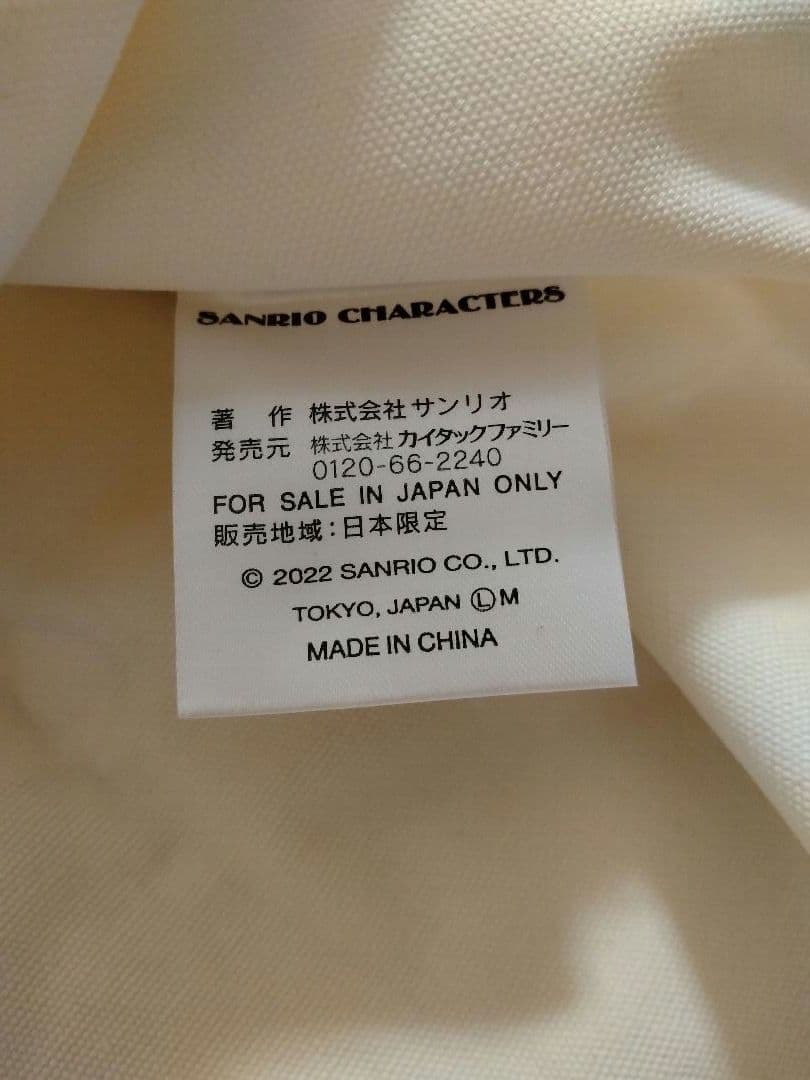 SANRIO CHARACTERS
著 作 株式会社サンリオ
発売元 株式会社カイタックファミリー
0120-66-2240
FOR SALE IN JAPAN ONLY
販売地域:日本限定
© 2022 SANRIO CO., LTD.
TOKYO, JAPAN Ⓛ M
MADE IN CHINA